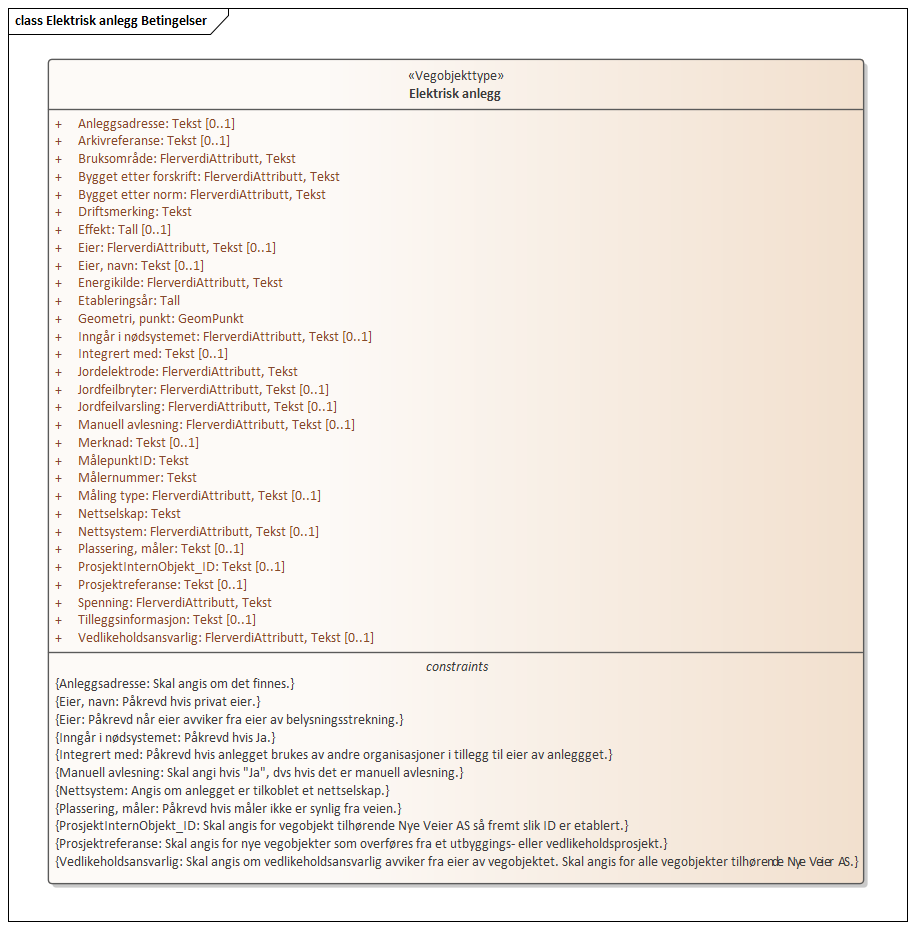 class Elektrisk anlegg Betingelser
«Vegobjekttype»
Elektrisk anlegg
+ Anleggsadresse: Tekst [0..1]
+ Arkivreferanse: Tekst [0..1]
+ Bruksområde: FlerverdiAttributt, Tekst
+ Bygget etter forskrift: FlerverdiAttributt, Tekst
+ Bygget etter norm: FlerverdiAttributt, Tekst
+ Driftsmerking: Tekst
+ Effekt: Tall [0..1]
+ Eier: FlerverdiAttributt, Tekst [0..1]
+ Eier, navn: Tekst [0..1]
+ Energikilde: FlerverdiAttributt, Tekst
+ Etableringsår: Tall
+ Geometri, punkt: GeomPunkt
+ Inngår i nødsystemet: FlerverdiAttributt, Tekst [0..1]
+ Integrert med: Tekst [0..1]
+ Jordelektrode: FlerverdiAttributt, Tekst
+ Jordfeilbryter: FlerverdiAttributt, Tekst [0..1]
+ Jordfeilvarsling: FlerverdiAttributt, Tekst [0..1]
+ Manuell avlesning: FlerverdiAttributt, Tekst [0..1]
+ Merknad: Tekst [0..1]
+ MålepunktID: Tekst
+ Målernummer: Tekst
+ Måling type: FlerverdiAttributt, Tekst [0..1]
+ Nettselskap: Tekst
+ Nettsystem: FlerverdiAttributt, Tekst [0..1]
+ Plassering, måler: Tekst [0..1]
+ ProsjektInternObjekt_ID: Tekst [0..1]
+ Prosjektreferanse: Tekst [0..1]
+ Spenning: FlerverdiAttributt, Tekst
+ Tilleggsinformasjon: Tekst [0..1]
+ Vedlikeholdsansvarlig: FlerverdiAttributt, Tekst [0..1]
constraints
{Anleggsadresse: Skal angis om det finnes.}
{Eier, navn: Påkrevd hvis privat eier.}
{Eier: Påkrevd når eier avviker fra eier av belysningsstrekning.}
{Inngår i nødsystemet: Påkrevd hvis Ja.}
{Integrert med: Påkrevd hvis anlegget brukes av andre organisasjoner i tillegg til eier av anleggget.}
{Manuell avlesning: Skal angi hvis "Ja", dvs hvis det er manuell avlesning.}
{Nettsystem: Angis om anlegget er tilkoblet et nettselskap.}
{Plassering, måler: Påkrevd hvis måler ikke er synlig fra veien.}
{ProsjektInternObjekt_ID: Skal angis for vegobjekt tilhørende Nye Veier AS så fremt slik ID er etablert.}
{Prosjektreferanse: Skal angis for nye vegobjekter som overføres fra et utbyggings- eller vedlikeholdsprosjekt.}
{Vedlikeholdsansvarlig: Skal angis om vedlikeholdsansvarlig avviker fra eier av vegobjektet. Skal angis for alle vegobjekter tilhørende Nye Veier AS.}